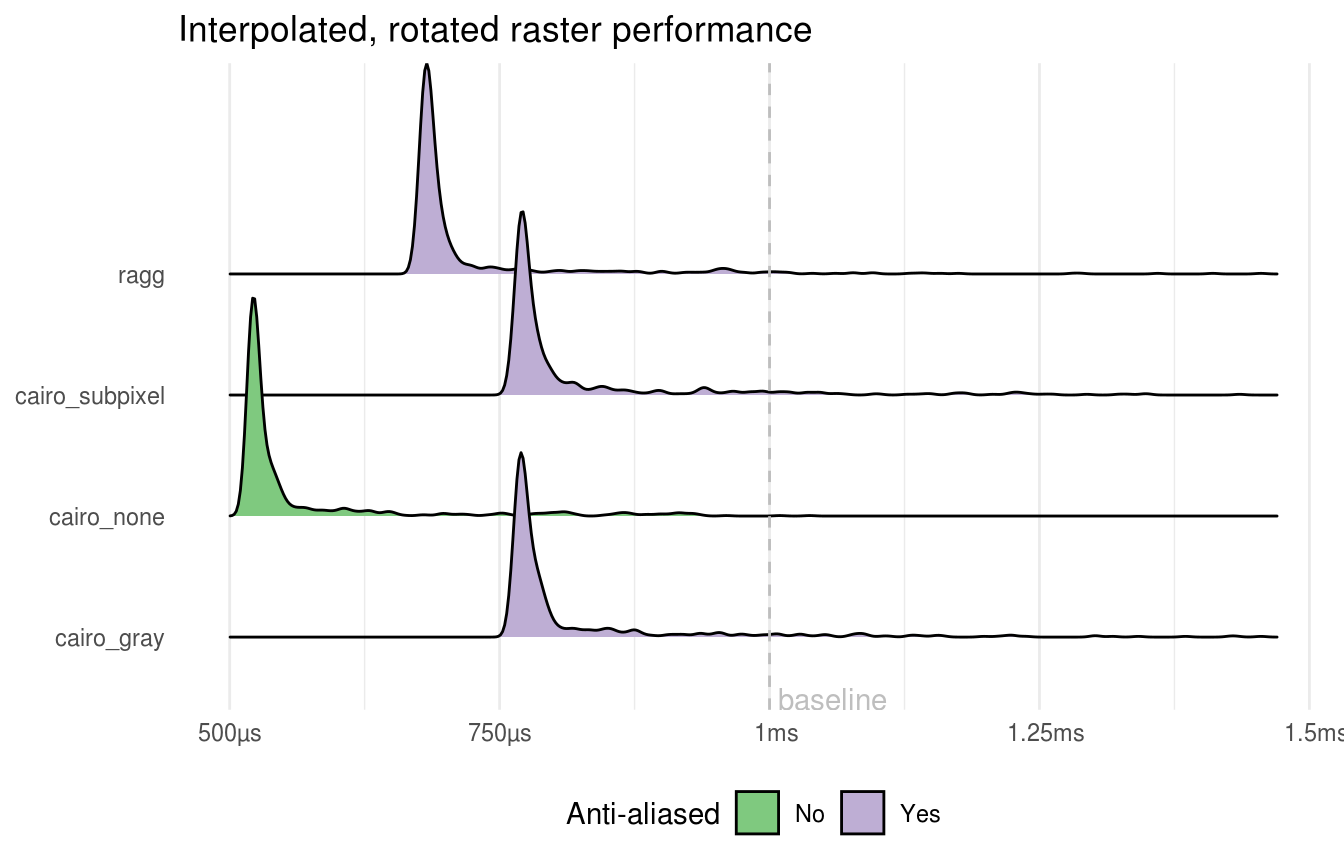 Interpolated, rotated raster performance
ragg
cairo_subpixel
cairo_none
cairo_gray
baseline
500µs 750µs 1ms 1.25ms 1.5ms
Anti-aliased No Yes